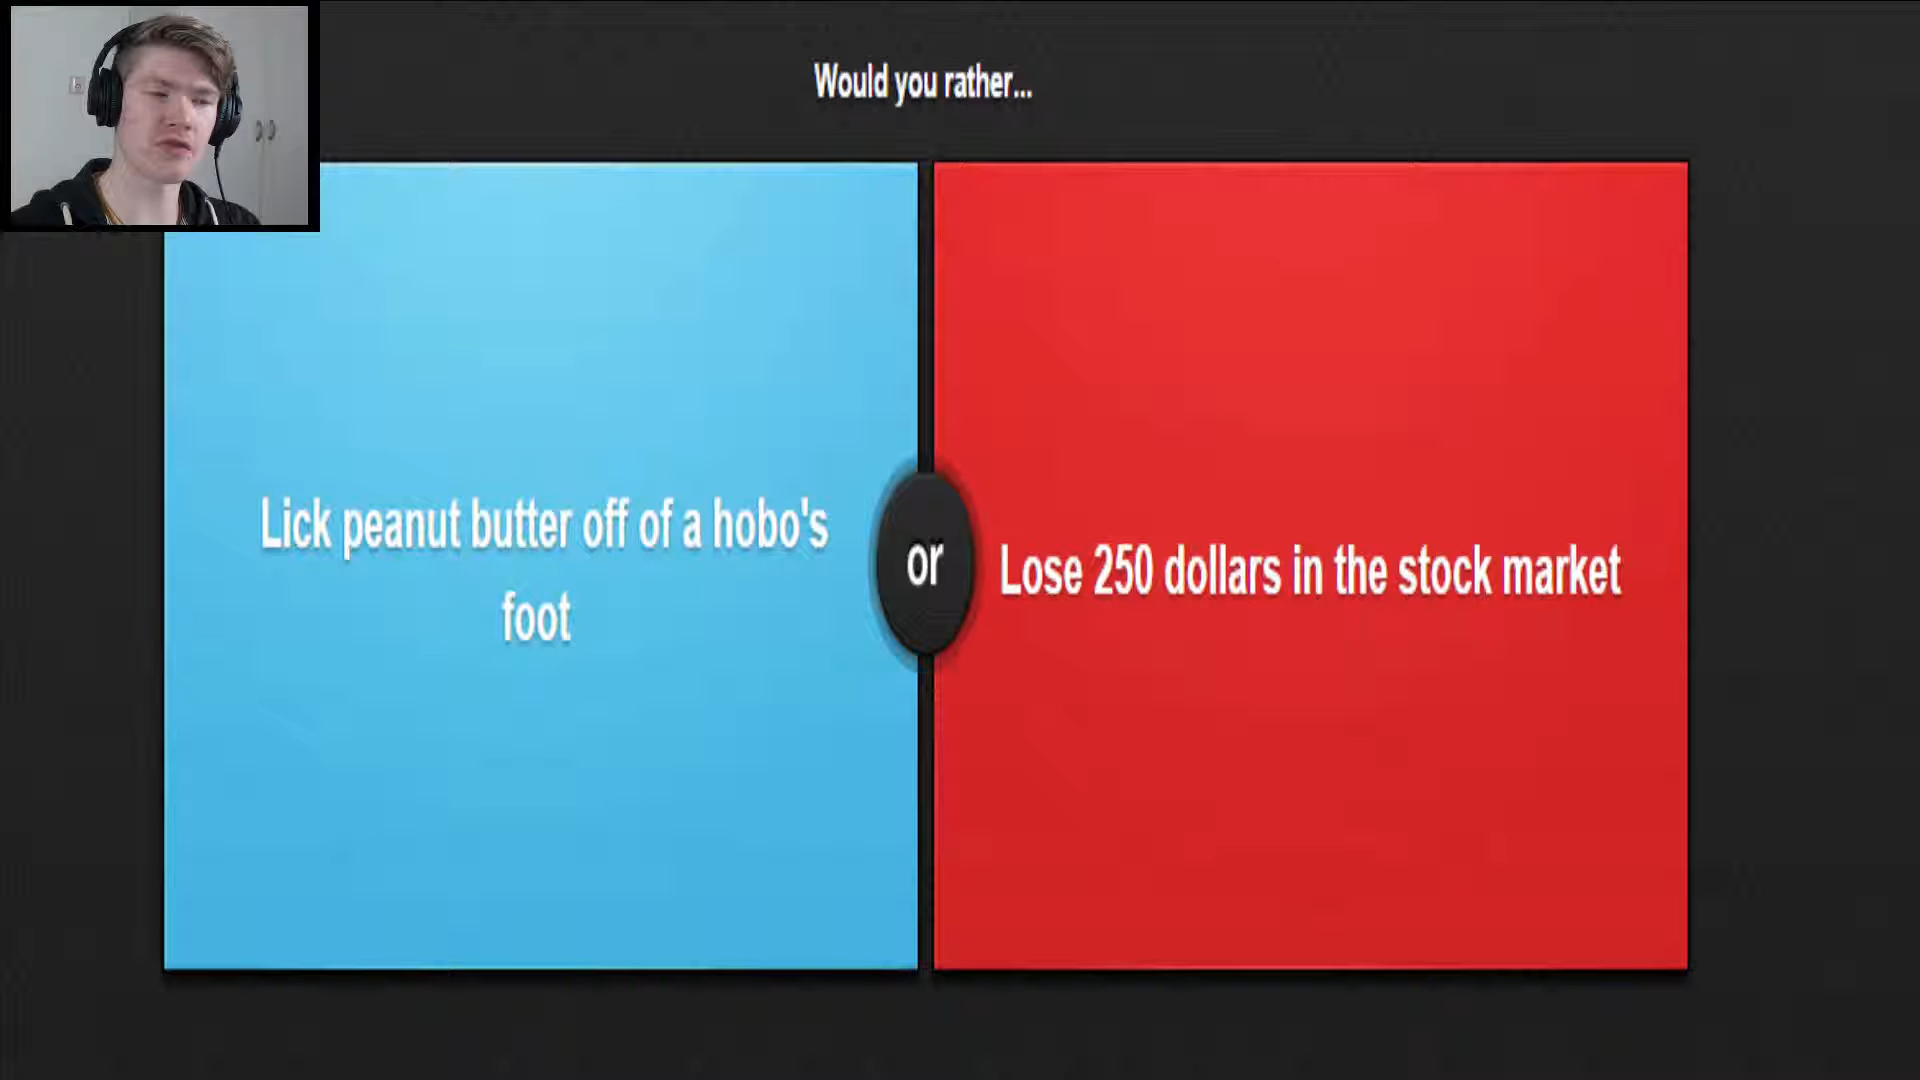 Would you rather...
Lick peanut butter off of a hobo's
foot
or
Lose 250 dollars in the stock market